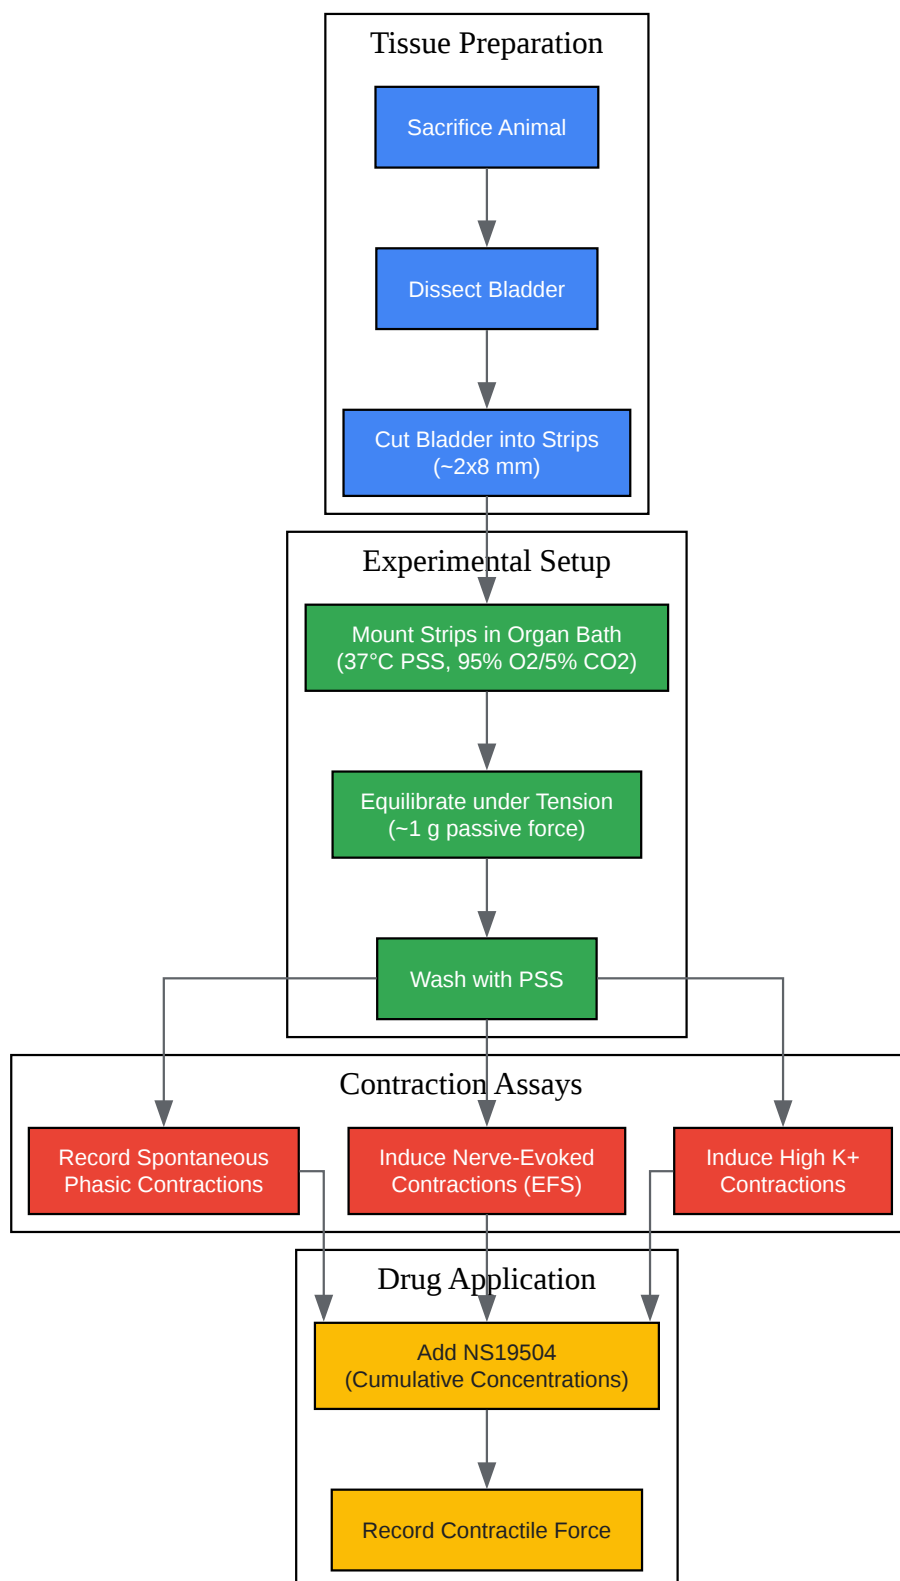 Tissue Preparation
Sacrifice Animal
Dissect Bladder
Cut Bladder into Strips
(~2x8 mm)
Experimental Setup
Mount Strips in Organ Bath
(37°C PSS, 95% O2/5% CO2)
Equilibrate under Tension
(~1 g passive force)
Wash with PSS
Contraction Assays
Record Spontaneous
Phasic Contractions
Induce Nerve-Evoked
Contractions (EFS)
Induce High K+
Contractions
Drug Application
Add NS19504
(Cumulative Concentrations)
Record Contractile Force